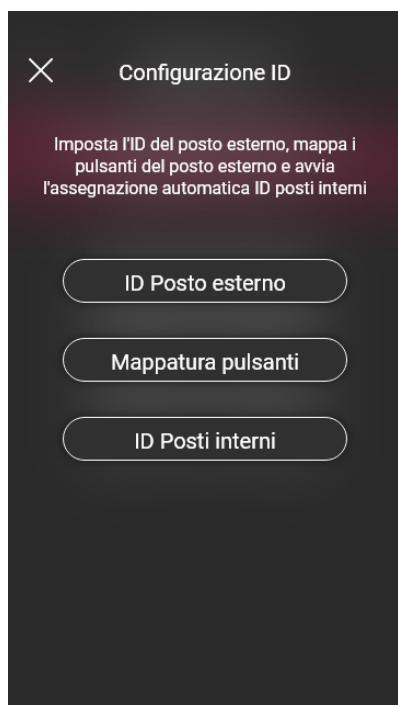 Configurazione ID
Imposta l'ID del posto esterno, mappa i
pulsanti del posto esterno e avvia
l'assegnazione automatica ID posti interni
ID Posto esterno
Mappatura pulsanti
ID Posti interni